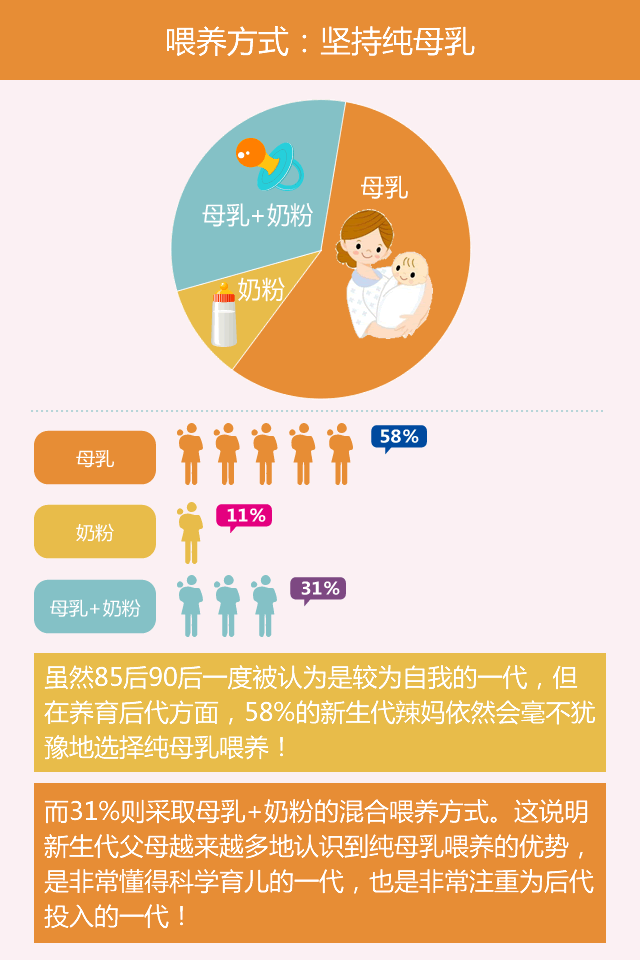 喂养方式：坚持纯母乳
母乳
母乳+奶粉
奶粉
母乳
58%
奶粉
11%
母乳+奶粉
31%
虽然85后90后一度被认为是较为自我的一代，但
在养育后代方面，58%的新生代辣妈依然会毫不犹
豫地选择纯母乳喂养！
而31%则采取母乳+奶粉的混合喂养方式。这说明
新生代父母越来越多地认识到纯母乳喂养的优势，
是非常懂得科学育儿的一代，也是非常注重为后代
投入的一代！